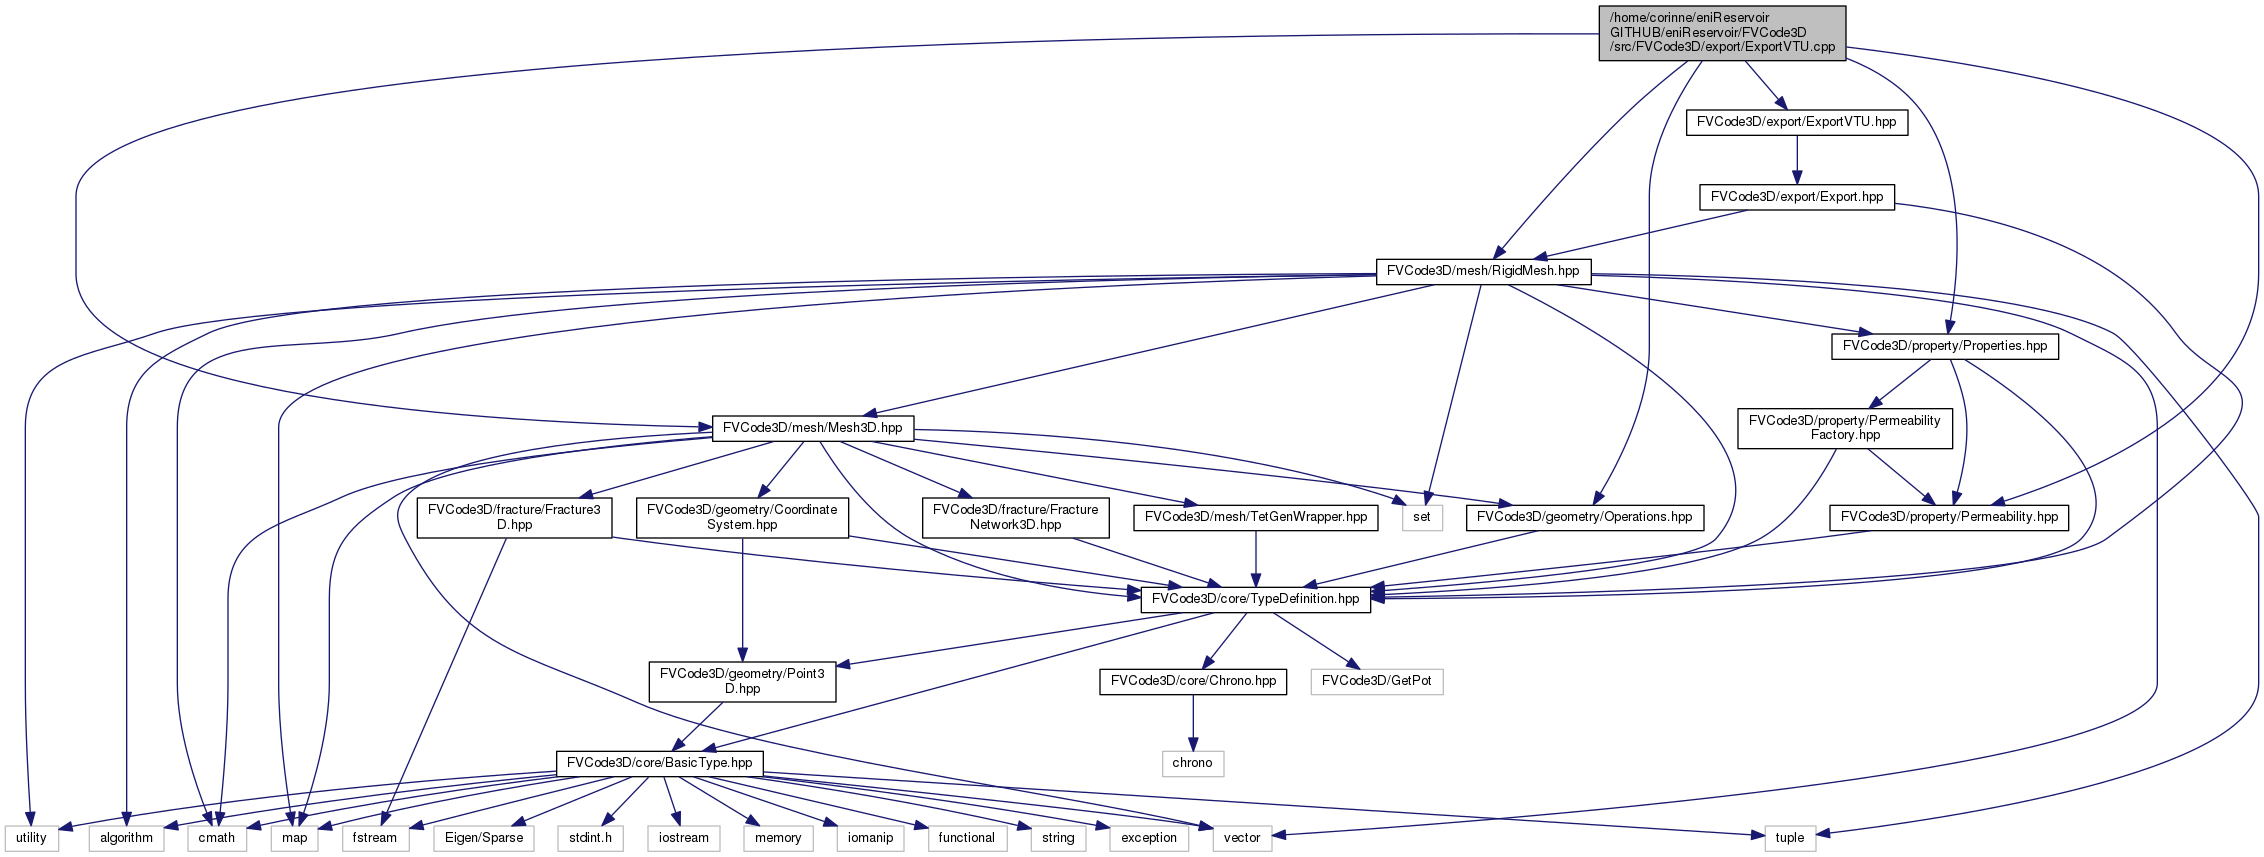 /home/corinne/eniReservoir
GITHUB/eniReservoir/FVCode3D
/src/FVCode3D/export/ExportVTU.cpp
FVCode3D/export/ExportVTU.hpp
FVCode3D/export/Export.hpp
FVCode3D/mesh/RigidMesh.hpp
FVCode3D/property/Properties.hpp
FVCode3D/mesh/Mesh3D.hpp
FVCode3D/property/Permeability
Factory.hpp
FVCode3D/fracture/Fracture3
D.hpp
FVCode3D/geometry/Coordinate
System.hpp
FVCode3D/fracture/Fracture
Network3D.hpp
FVCode3D/mesh/TetGenWrapper.hpp
set
FVCode3D/geometry/Operations.hpp
FVCode3D/property/Permeability.hpp
FVCode3D/core/TypeDefinition.hpp
FVCode3D/geometry/Point3
D.hpp
FVCode3D/core/Chrono.hpp
FVCode3D/GetPot
FVCode3D/core/BasicType.hpp
chrono
utility
algorithm
cmath
map
fstream
Eigen/Sparse
stdint.h
iostream
memory
iomanip
functional
string
exception
vector
tuple